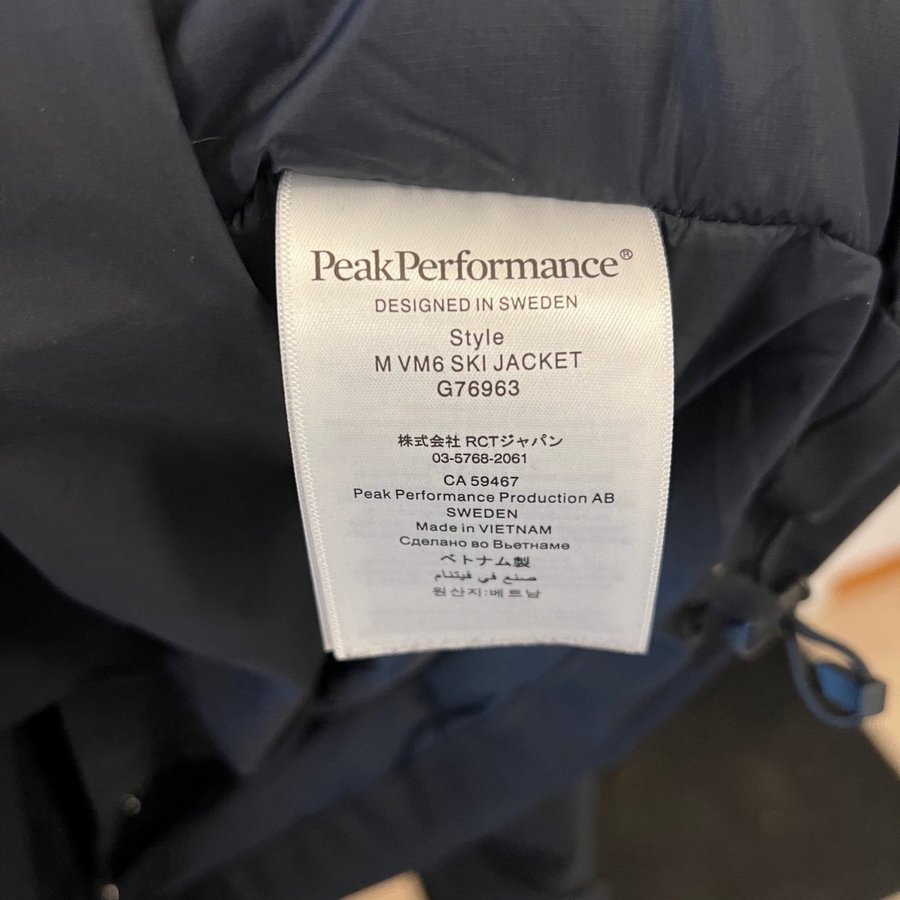 PeakPerformance®
DESIGNED IN SWEDEN
Style
M VM6 SKI JACKET
G76963
株式会社 RCTジャパン
03-5768-2061
CA 59467
Peak Performance Production AB
SWEDEN
Made in VIETNAM
Сделано во Вьетнаме
ベトナム製
صنع في فيتنام
원산지:베트남